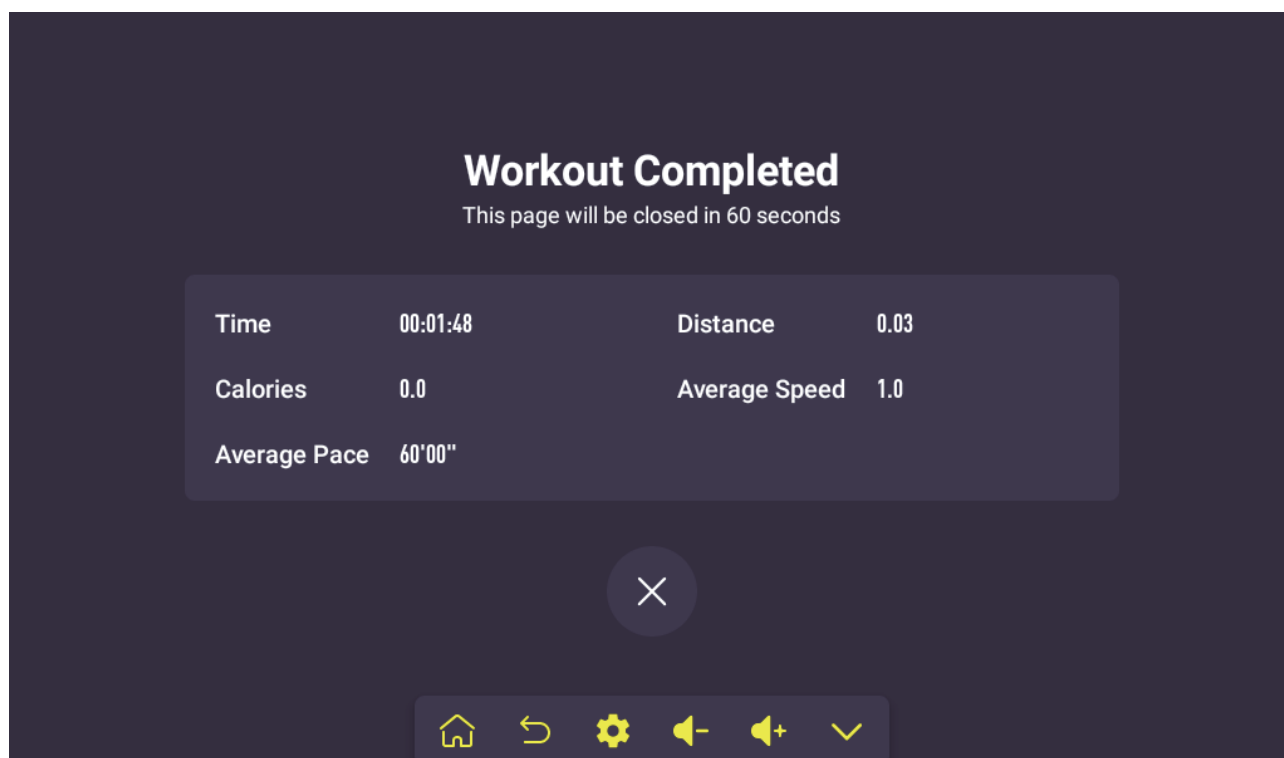 Workout Completed
This page will be closed in 60 seconds
Time 00:01:48 Distance 0.03
Calories 0.0 Average Speed 1.0
Average Pace 60'00"